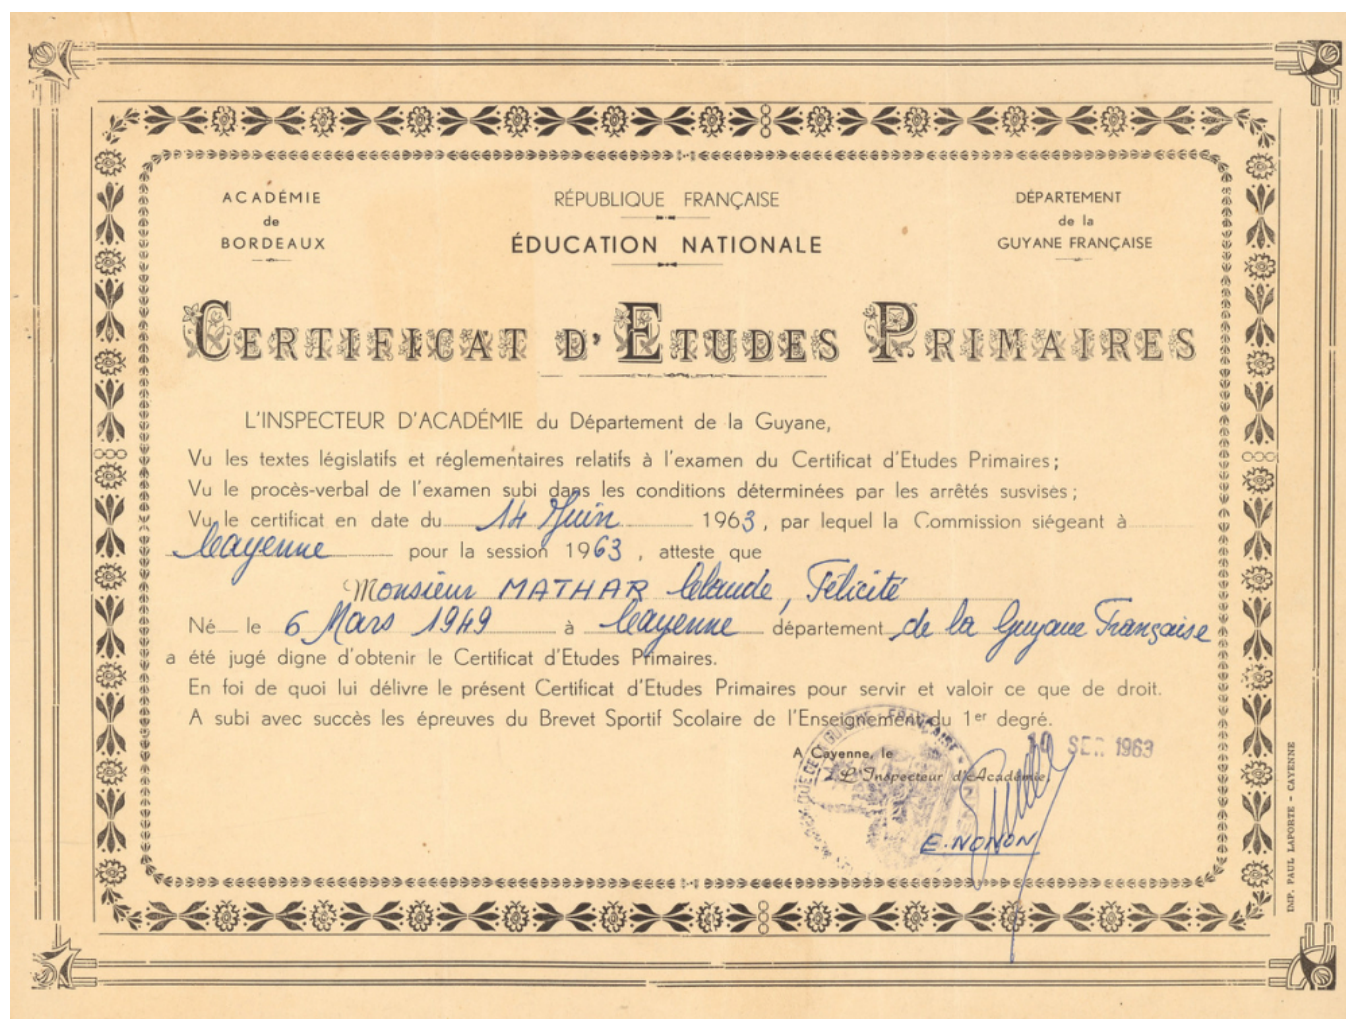 ACADÉMIE
de
BORDEAUX
RÉPUBLIQUE FRANÇAISE
ÉDUCATION NATIONALE
DÉPARTEMENT
de la
GUYANE FRANÇAISE
CERTIFICAT D'ETUDES PRIMAIRES
L'INSPECTEUR D'ACADÉMIE du Département de la Guyane,
Vu les textes législatifs et réglementaires relatifs à l'examen du Certificat d'Etudes Primaires;
Vu le procès-verbal de l'examen subi dans les conditions déterminées par les arrêtés susvises;
Vu le certificat en date du 14 Juin 1963, par lequel la Commission siégeant à
Cayenne pour la session 1963, atteste que
Monsieur MATHAR Claude, Félicité
Né le 6 Mars 1949 à Cayenne département de la Guyane Française
a été jugé digne d'obtenir le Certificat d'Etudes Primaires.
En foi de quoi lui délivre le présent Certificat d'Etudes Primaires pour servir et valoir ce que de droit.
A subi avec succès les épreuves du Brevet Sportif Scolaire de l'Enseignement du 1er degré.
A Cayenne, le SEP. 1963
L'Inspecteur d'Académie,
GUYANE FRANÇAISE
E. NONON
IMP. PAUL LAPORTE - CAYENNE